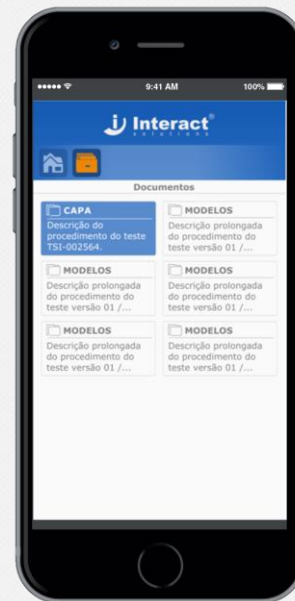 9:41 AM 100%
Interact®
solutions
Documentos
CAPA
Descrição do
procedimento do teste
TSI-002564.
MODELOS
Descrição prolongada
do procedimento do
teste versão 01 /...
MODELOS
Descrição prolongada
do procedimento do
teste versão 01 /...
MODELOS
Descrição prolongada
do procedimento do
teste versão 01 /...
MODELOS
Descrição prolongada
do procedimento do
teste versão 01 /...
MODELOS
Descrição prolongada
do procedimento do
teste versão 01 /...